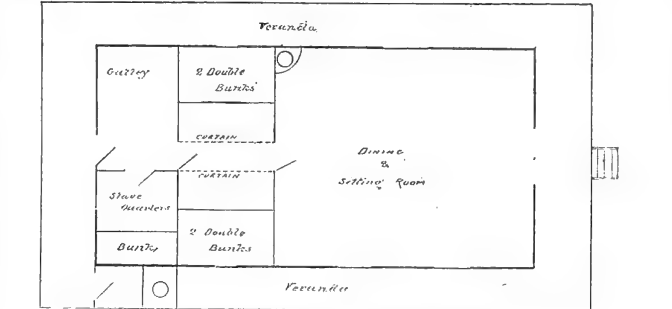 Veranda
Galley
2 Double
Bunks
CURTAIN
DINING
&
Sitting Room
CURTAIN
Slave
Quarters
2 Double
Bunks
Bunks
Veranda